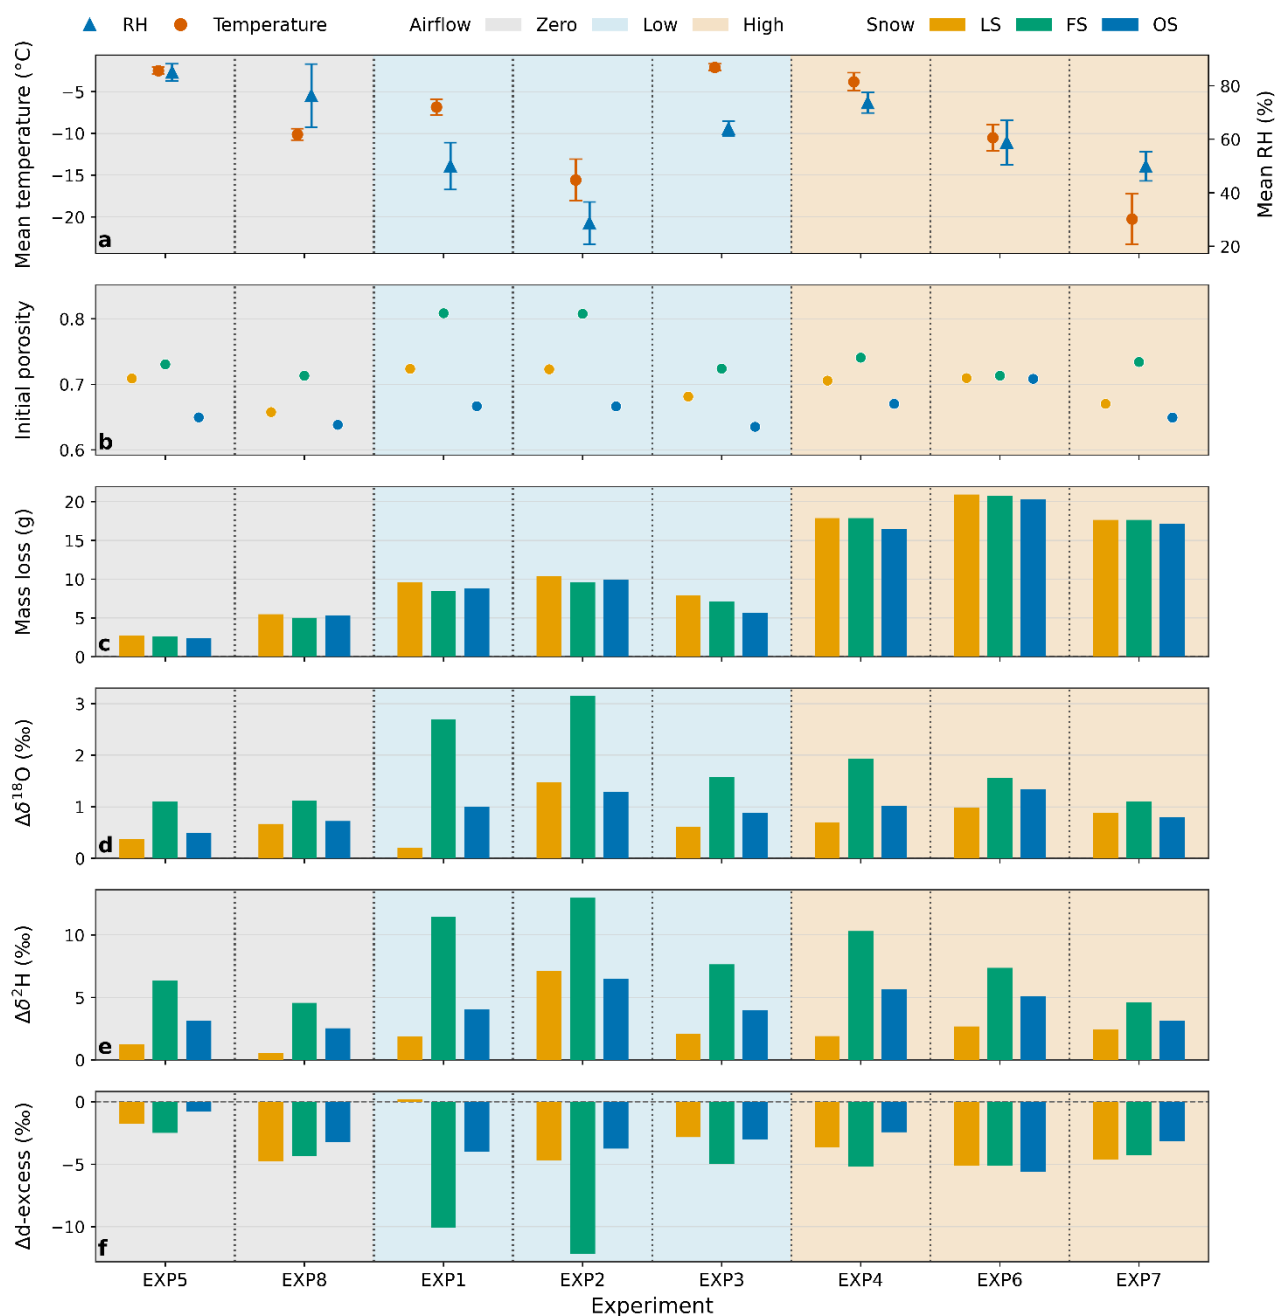 RH Temperature Airflow Zero Low High Snow LS FS OS
Mean temperature (°C)
−5
−10
−15
−20
a
80
60
40
20
Mean RH (%)
Initial porosity
0.8
0.7
0.6
b
Mass loss (g)
20
15
10
5
0
c
Δδ¹⁸O (‰)
3
2
1
0
d
Δδ²H (‰)
10
5
0
e
Δd-excess (‰)
0
−5
−10
f
EXP5 EXP8 EXP1 EXP2 EXP3 EXP4 EXP6 EXP7
Experiment